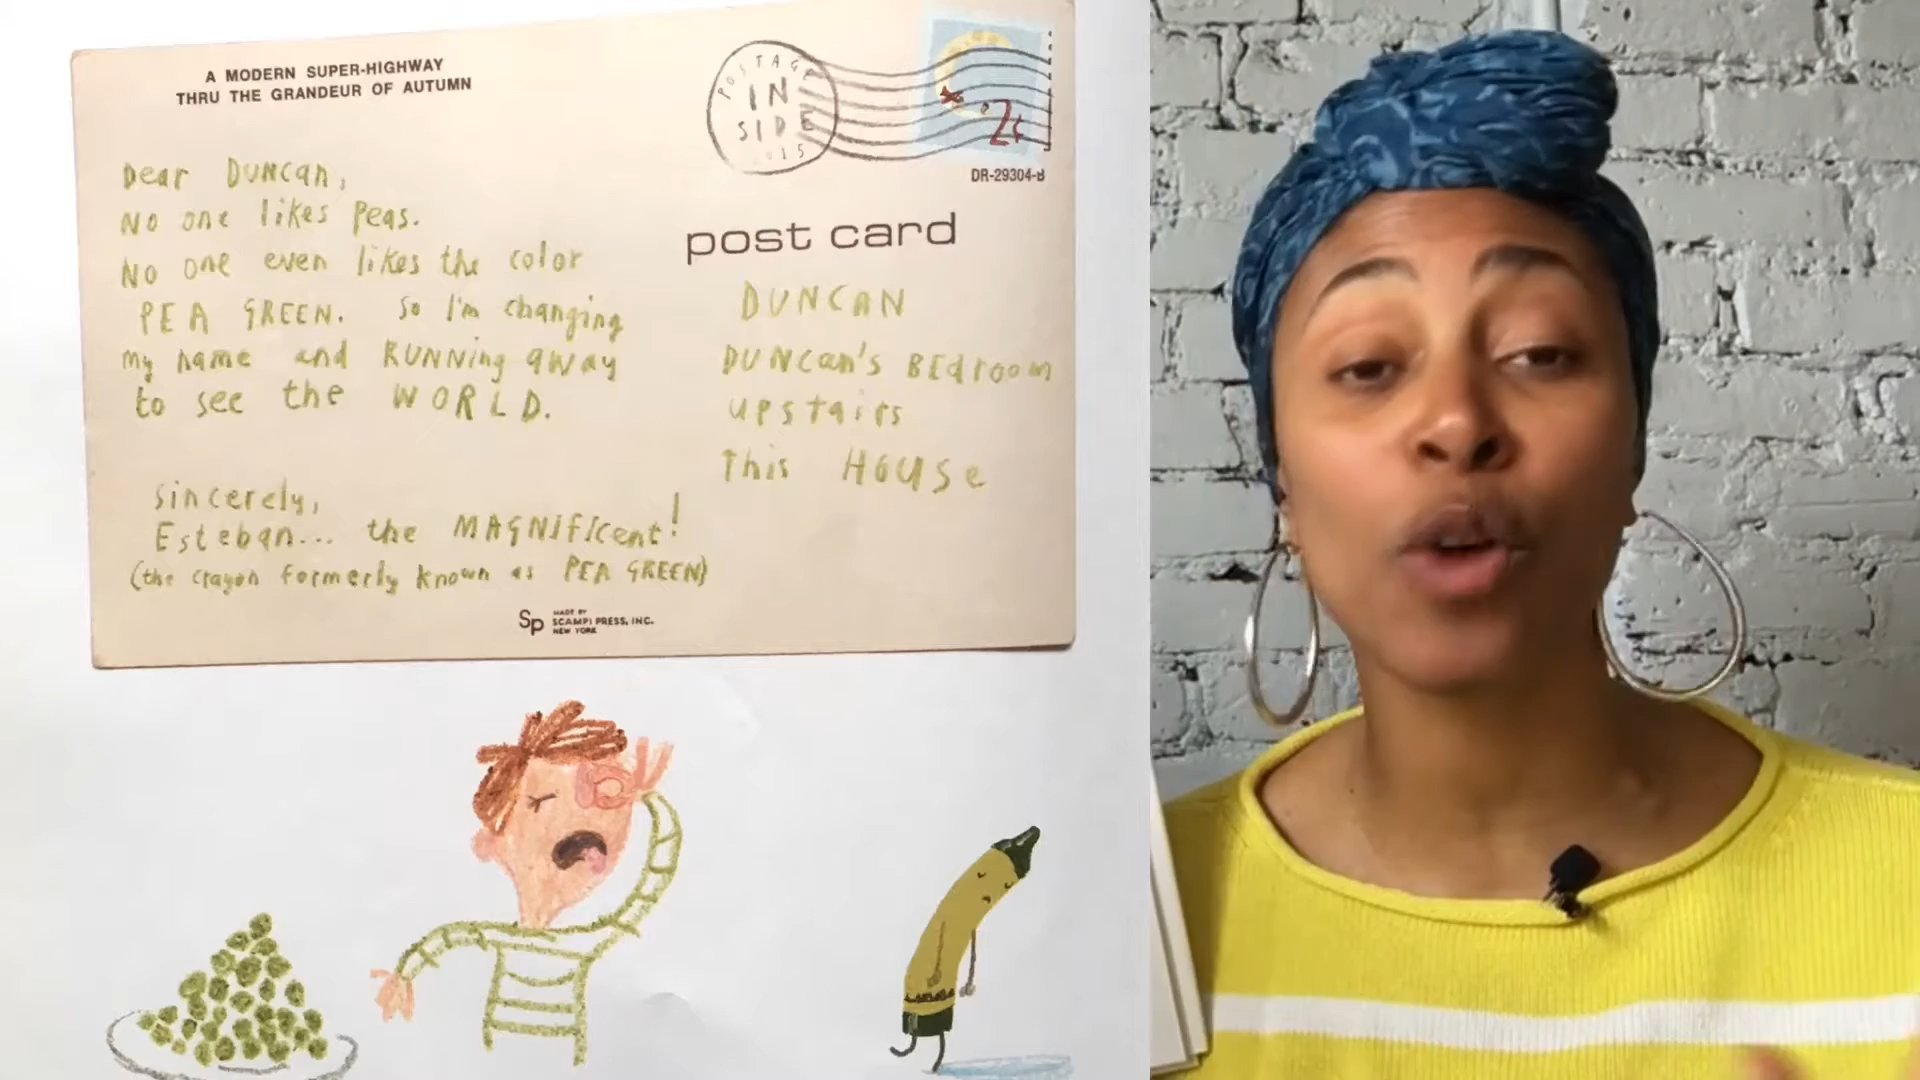 A MODERN SUPER-HIGHWAY
THRU THE GRANDEUR OF AUTUMN
POSTAGE
IN
SIDE
2¢
DR-29304-B
post card
Dear DUNCan,
NO one likes Peas.
NO one even likes the color
PEA GREEN. So I'm changing
my name and RUNNing away
to see the WORLD.
sincerely,
Esteban... the MAGNIFIcent!
(the crayon formerly known as PEA GREEN)
DUNCAN
DUNCan's BEdroom
upstairs
This HOUSe
Sp
MADE BY
SCAMPI PRESS, INC.
NEW YORK